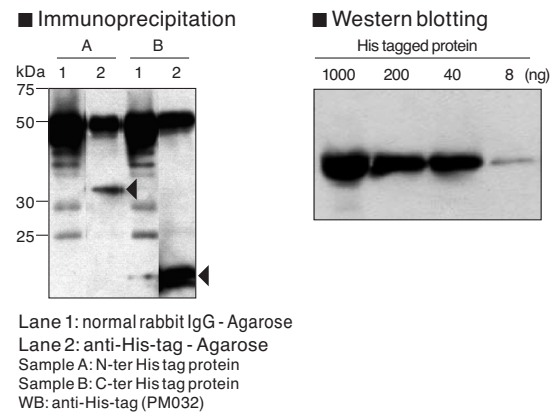 ■ Immunoprecipitation
A B
kDa 1 2 1 2
75
50
30
25
Lane 1: normal rabbit IgG - Agarose
Lane 2: anti-His-tag - Agarose
Sample A: N-ter His tag protein
Sample B: C-ter His tag protein
WB: anti-His-tag (PM032)
■ Western blotting
His tagged protein
1000 200 40 8 (ng)